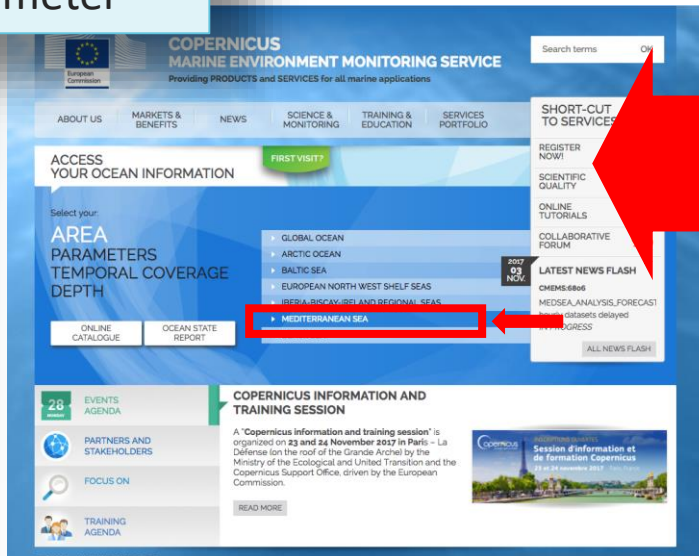 meter
European
Commission
COPERNICUS
MARINE ENVIRONMENT MONITORING SERVICE
Providing PRODUCTS and SERVICES for all marine applications
Search terms
OK
ABOUT US
MARKETS &
BENEFITS
NEWS
SCIENCE &
MONITORING
TRAINING &
EDUCATION
SERVICES
PORTFOLIO
SHORT-CUT
TO SERVICES
REGISTER
NOW!
SCIENTIFIC
QUALITY
ONLINE
TUTORIALS
COLLABORATIVE
FORUM
ACCESS
YOUR OCEAN INFORMATION
FIRST VISIT?
Select your:
AREA
PARAMETERS
TEMPORAL COVERAGE
DEPTH
ONLINE
CATALOGUE
OCEAN STATE
REPORT
GLOBAL OCEAN
ARCTIC OCEAN
BALTIC SEA
EUROPEAN NORTH WEST SHELF SEAS
IBERIA-BISCAY-IRELAND REGIONAL SEAS
MEDITERRANEAN SEA
2017
03
NOV.
LATEST NEWS FLASH
CMEMS:6806
MEDSEA_ANALYSIS_FORECAST
hourly datasets delayed
IN PROGRESS
ALL NEWS FLASH
28
MONDAY
EVENTS
AGENDA
PARTNERS AND
STAKEHOLDERS
FOCUS ON
TRAINING
AGENDA
COPERNICUS INFORMATION AND
TRAINING SESSION
A "Copernicus information and training session" is
organized on 23 and 24 November 2017 in Paris – La
Défense (on the roof of the Grande Arche) by the
Ministry of the Ecological and United Transition and the
Copernicus Support Office, driven by the European
Commission.
READ MORE
Copernicus
INSCRIPTIONS OUVERTES
Session d'information et
de formation Copernicus
23 et 24 novembre 2017 - Paris, France